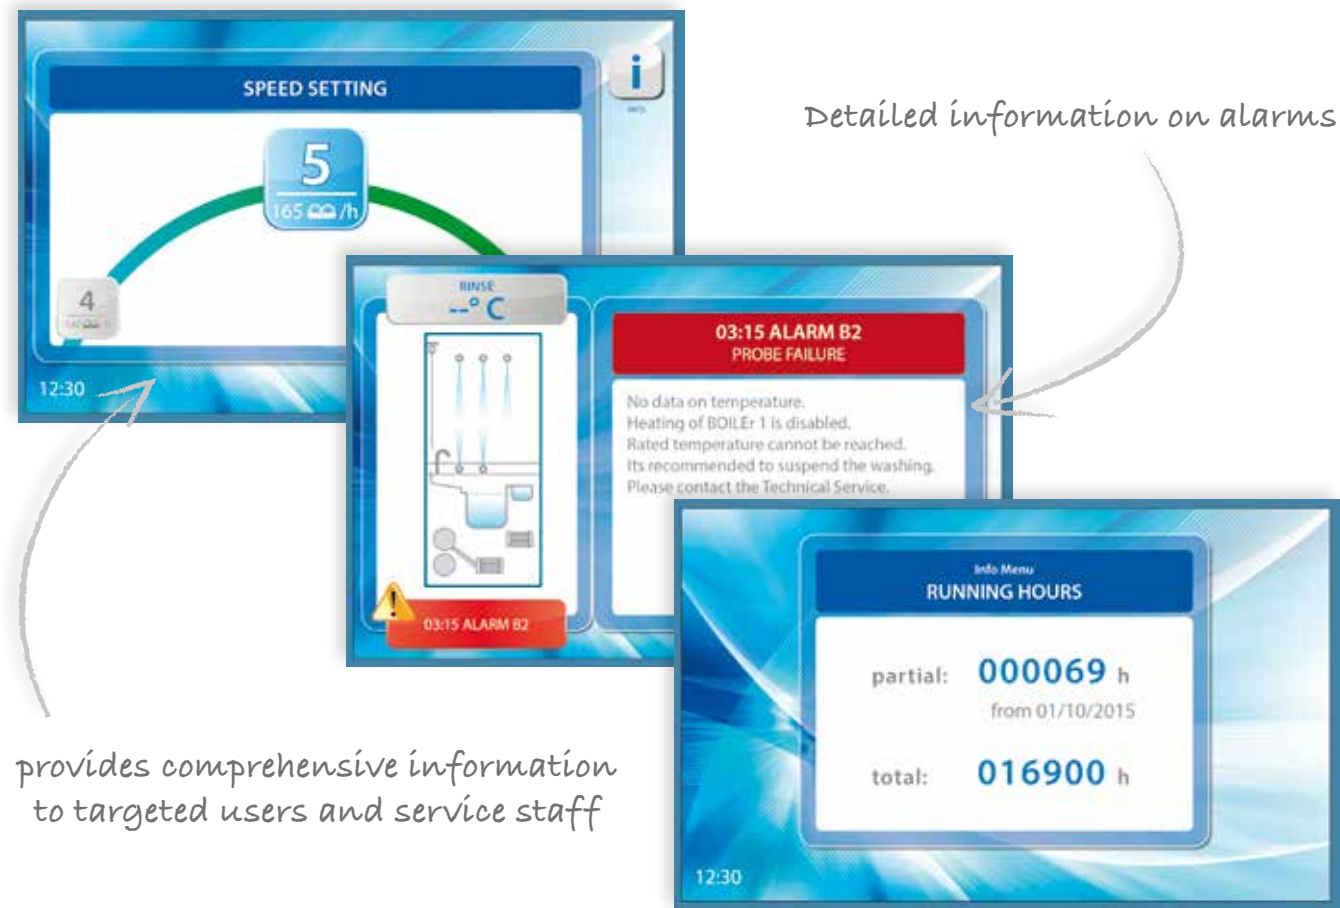 SPEED SETTING
i
INFO
5
165 /h
4
12:30
Detailed information on alarms
RINSE
--° C
03:15 ALARM B2
PROBE FAILURE
No data on temperature.
Heating of BOILEr 1 is disabled.
Rated temperature cannot be reached.
Its recommended to suspend the washing.
Please contact the Technical Service.
03:15 ALARM B2
Info Menu
RUNNING HOURS
partial: 000069 h
from 01/10/2015
total: 016900 h
12:30
provides comprehensive information
to targeted users and service staff